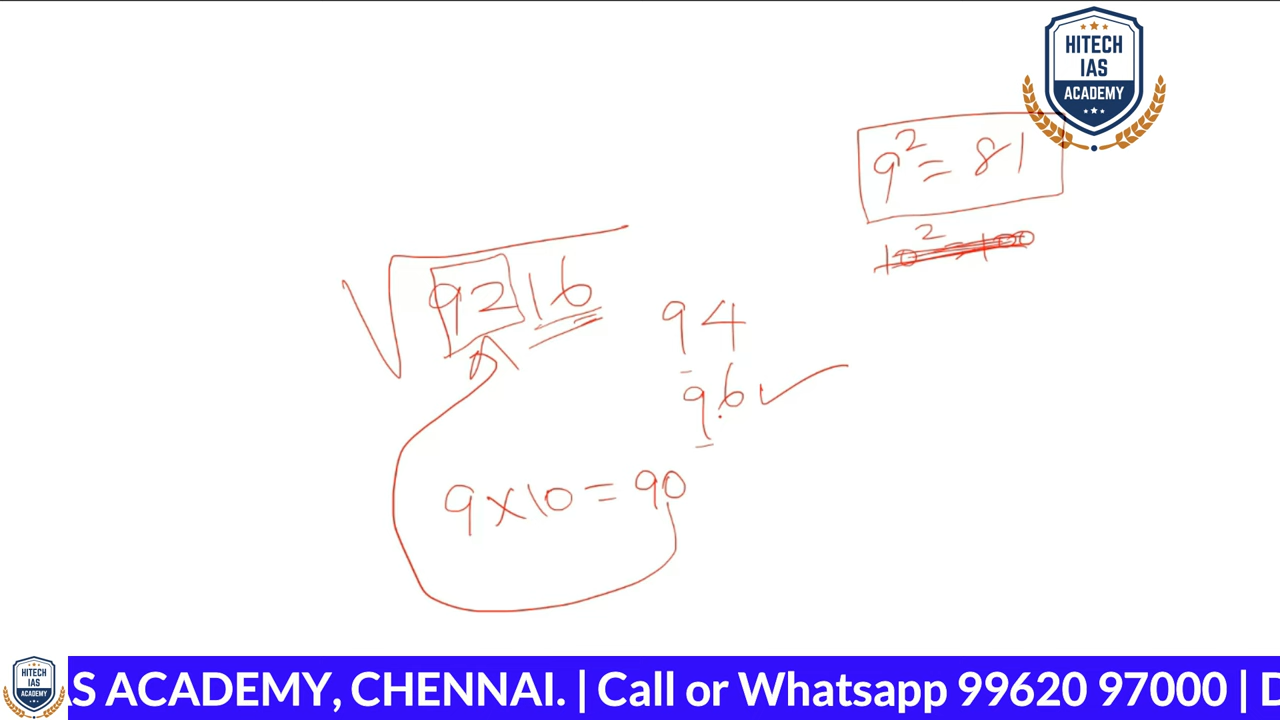 HITECH
IAS
ACADEMY
9² = 81
10² = 100
√9216
94
96 ✓
9 × 10 = 90
HITECH
IAS
ACADEMY
AS ACADEMY, CHENNAI. | Call or Whatsapp 99620 97000 | D